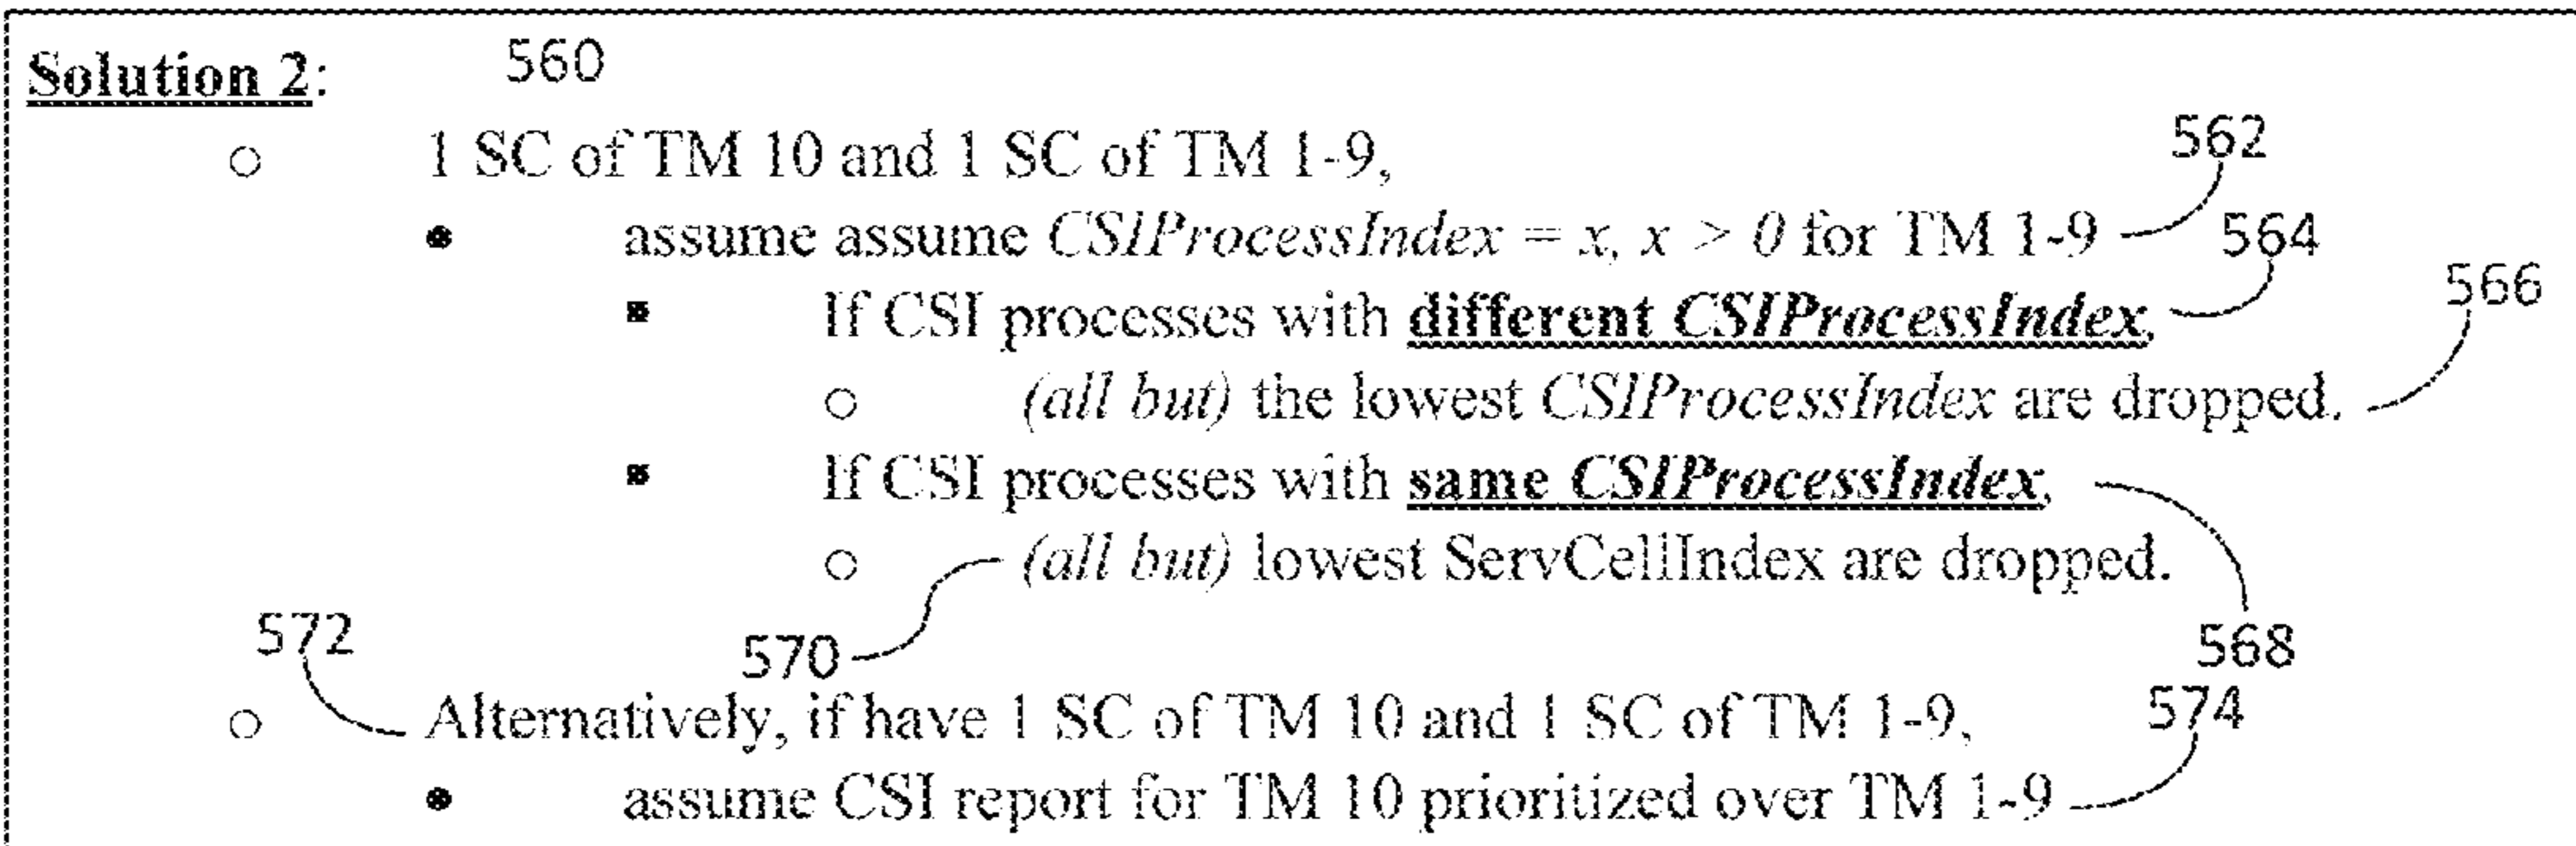 Solution 2: 560
○ 1 SC of TM 10 and 1 SC of TM 1-9, 562
• assume assume CSIProcessIndex = x, x > 0 for TM 1-9 564
▪ If CSI processes with different CSIProcessIndex, 566
○ (all but) the lowest CSIProcessIndex are dropped.
▪ If CSI processes with same CSIProcessIndex,
○ (all but) lowest ServCellIndex are dropped.
572 570 568
○ Alternatively, if have 1 SC of TM 10 and 1 SC of TM 1-9, 574
• assume CSI report for TM 10 prioritized over TM 1-9